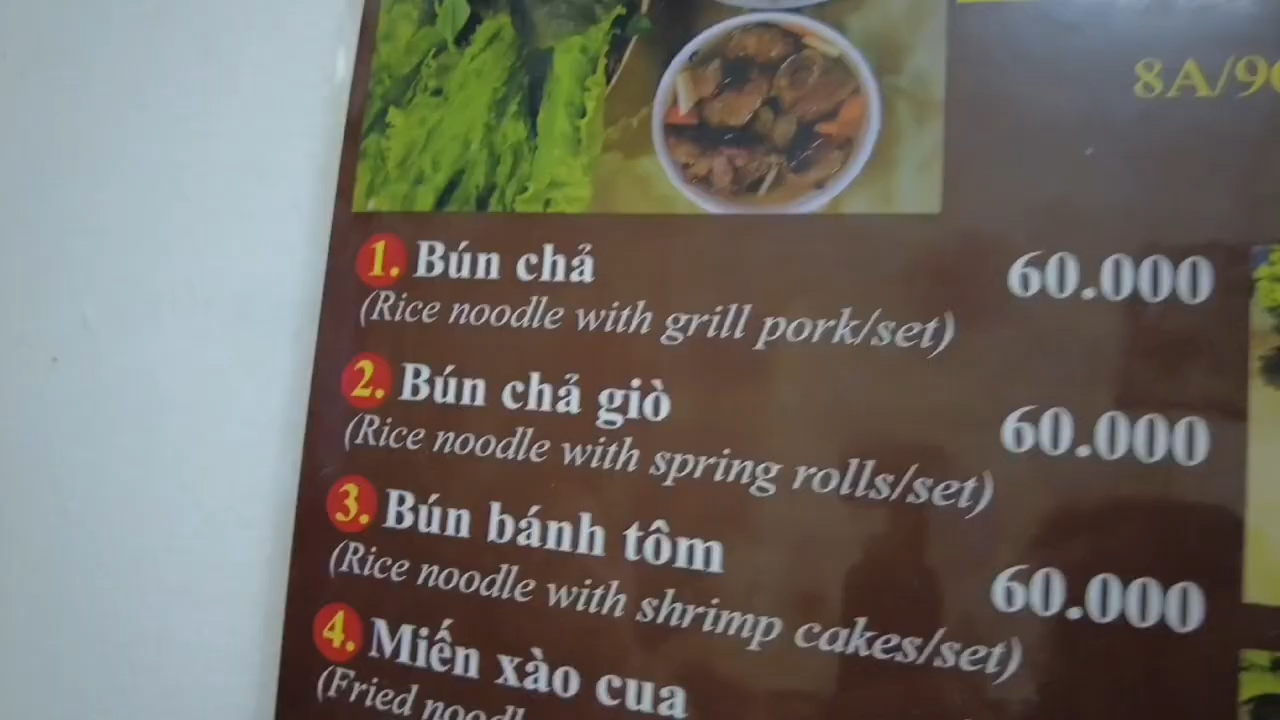 8A/9
1. Bún chả 60.000
(Rice noodle with grill pork/set)
2. Bún chả giò 60.000
(Rice noodle with spring rolls/set)
3. Bún bánh tôm 60.000
(Rice noodle with shrimp cakes/set)
4. Miến xào cua
(Fried